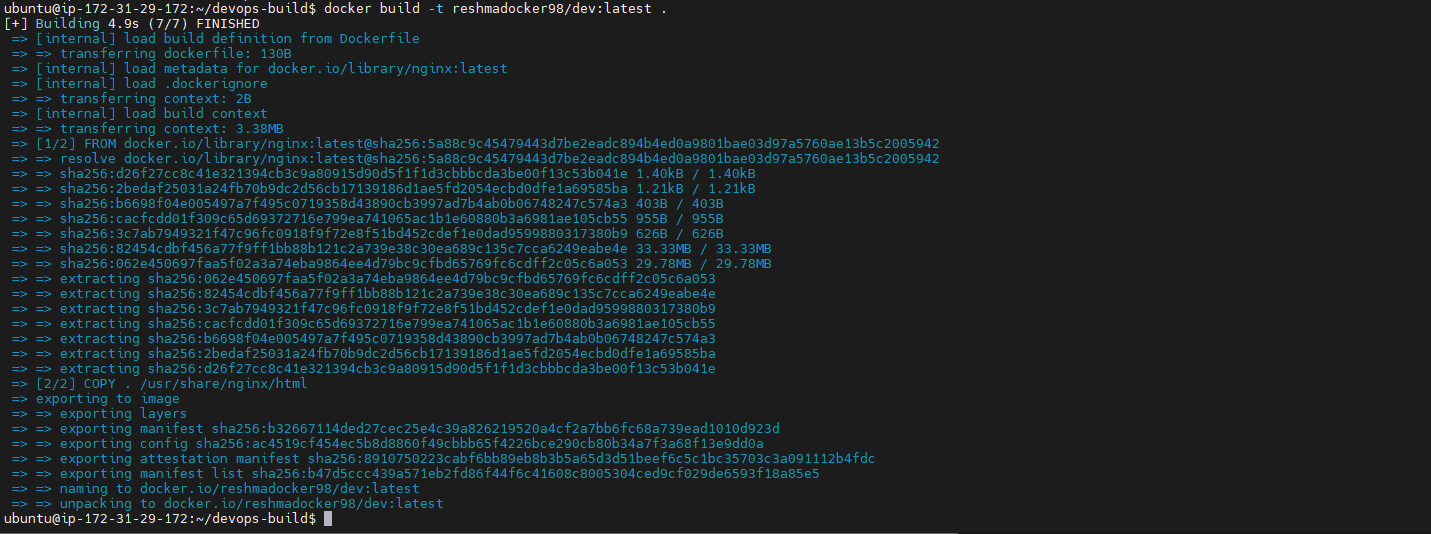 ubuntu@ip-172-31-29-172:~/devops-build$ docker build -t reshmadocker98/dev:latest .
[+] Building 4.9s (7/7) FINISHED
=> [internal] load build definition from Dockerfile
=> => transferring dockerfile: 130B
=> [internal] load metadata for docker.io/library/nginx:latest
=> [internal] load .dockerignore
=> => transferring context: 2B
=> [internal] load build context
=> => transferring context: 3.38MB
=> [1/2] FROM docker.io/library/nginx:latest@sha256:5a88c9c45479443d7be2eadc894b4ed0a9801bae03d97a5760ae13b5c2005942
=> => resolve docker.io/library/nginx:latest@sha256:5a88c9c45479443d7be2eadc894b4ed0a9801bae03d97a5760ae13b5c2005942
=> => sha256:d26f27cc8c41e321394cb3c9a80915d90d5f1f1d3cbbbcda3be00f13c53b041e 1.40kB / 1.40kB
=> => sha256:2bedaf25031a24fb70b9dc2d56cb17139186d1ae5fd2054ecbd0dfe1a69585ba 1.21kB / 1.21kB
=> => sha256:b6698f04e005497a7f495c0719358d43890cb3997ad7b4ab0b06748247c574a3 403B / 403B
=> => sha256:cacfcdd01f309c65d69372716e799ea741065ac1b1e60880b3a6981ae105cb55 955B / 955B
=> => sha256:3c7ab7949321f47c96fc0918f9f72e8f51bd452cdef1e0dad9599880317380b9 626B / 626B
=> => sha256:82454cdbf456a77f9ff1bb88b121c2a739e38c30ea689c135c7cca6249eabe4e 33.33MB / 33.33MB
=> => sha256:062e450697faa5f02a3a74eba9864ee4d79bc9cfbd65769fc6cdff2c05c6a053 29.78MB / 29.78MB
=> => extracting sha256:062e450697faa5f02a3a74eba9864ee4d79bc9cfbd65769fc6cdff2c05c6a053
=> => extracting sha256:82454cdbf456a77f9ff1bb88b121c2a739e38c30ea689c135c7cca6249eabe4e
=> => extracting sha256:3c7ab7949321f47c96fc0918f9f72e8f51bd452cdef1e0dad9599880317380b9
=> => extracting sha256:cacfcdd01f309c65d69372716e799ea741065ac1b1e60880b3a6981ae105cb55
=> => extracting sha256:b6698f04e005497a7f495c0719358d43890cb3997ad7b4ab0b06748247c574a3
=> => extracting sha256:2bedaf25031a24fb70b9dc2d56cb17139186d1ae5fd2054ecbd0dfe1a69585ba
=> => extracting sha256:d26f27cc8c41e321394cb3c9a80915d90d5f1f1d3cbbbcda3be00f13c53b041e
=> [2/2] COPY . /usr/share/nginx/html
=> exporting to image
=> => exporting layers
=> => exporting manifest sha256:b32667114ded27cec25e4c39a826219520a4cf2a7bb6fc68a739ead1010d923d
=> => exporting config sha256:ac4519cf454ec5b8d8860f49cbbb65f4226bce290cb80b34a7f3a68f13e9dd0a
=> => exporting attestation manifest sha256:8910750223cabf6bb89eb8b3b5a65d3d51beef6c5c1bc35703c3a091112b4fdc
=> => exporting manifest list sha256:b47d5ccc439a571eb2fd86f44f6c41608c8005304ced9cf029de6593f18a85e5
=> => naming to docker.io/reshmadocker98/dev:latest
=> => unpacking to docker.io/reshmadocker98/dev:latest
ubuntu@ip-172-31-29-172:~/devops-build$